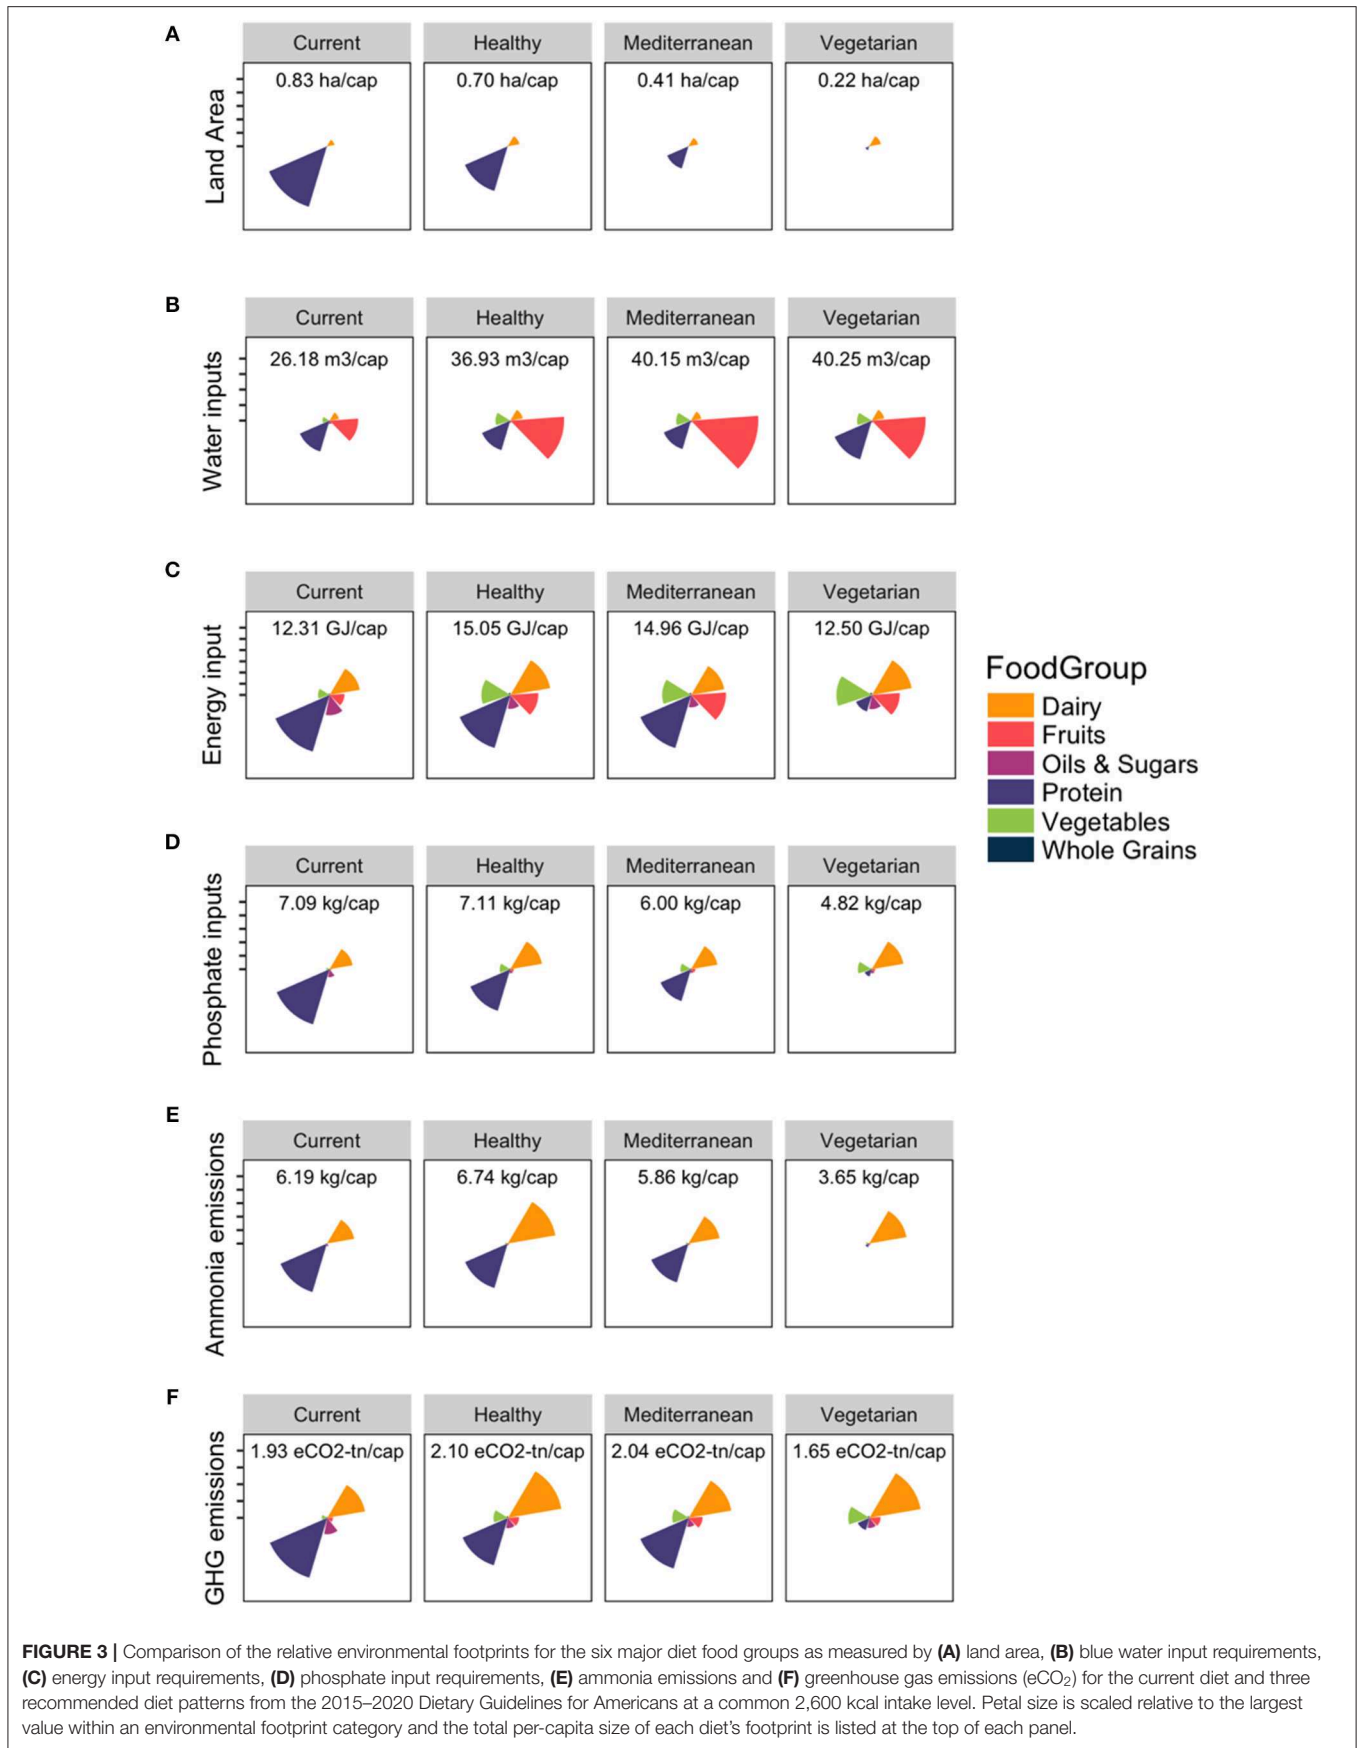 A
Current Healthy Mediterranean Vegetarian
0.83 ha/cap 0.70 ha/cap 0.41 ha/cap 0.22 ha/cap
Land Area
B
Current Healthy Mediterranean Vegetarian
26.18 m3/cap 36.93 m3/cap 40.15 m3/cap 40.25 m3/cap
Water inputs
C
Current Healthy Mediterranean Vegetarian
12.31 GJ/cap 15.05 GJ/cap 14.96 GJ/cap 12.50 GJ/cap
Energy input
FoodGroup
Dairy
Fruits
Oils & Sugars
Protein
Vegetables
Whole Grains
D
Current Healthy Mediterranean Vegetarian
7.09 kg/cap 7.11 kg/cap 6.00 kg/cap 4.82 kg/cap
Phosphate inputs
E
Current Healthy Mediterranean Vegetarian
6.19 kg/cap 6.74 kg/cap 5.86 kg/cap 3.65 kg/cap
Ammonia emissions
F
Current Healthy Mediterranean Vegetarian
1.93 eCO2-tn/cap 2.10 eCO2-tn/cap 2.04 eCO2-tn/cap 1.65 eCO2-tn/cap
GHG emissions
FIGURE 3 | Comparison of the relative environmental footprints for the six major diet food groups as measured by (A) land area, (B) blue water input requirements,
(C) energy input requirements, (D) phosphate input requirements, (E) ammonia emissions and (F) greenhouse gas emissions (eCO₂) for the current diet and three
recommended diet patterns from the 2015–2020 Dietary Guidelines for Americans at a common 2,600 kcal intake level. Petal size is scaled relative to the largest
value within an environmental footprint category and the total per-capita size of each diet's footprint is listed at the top of each panel.